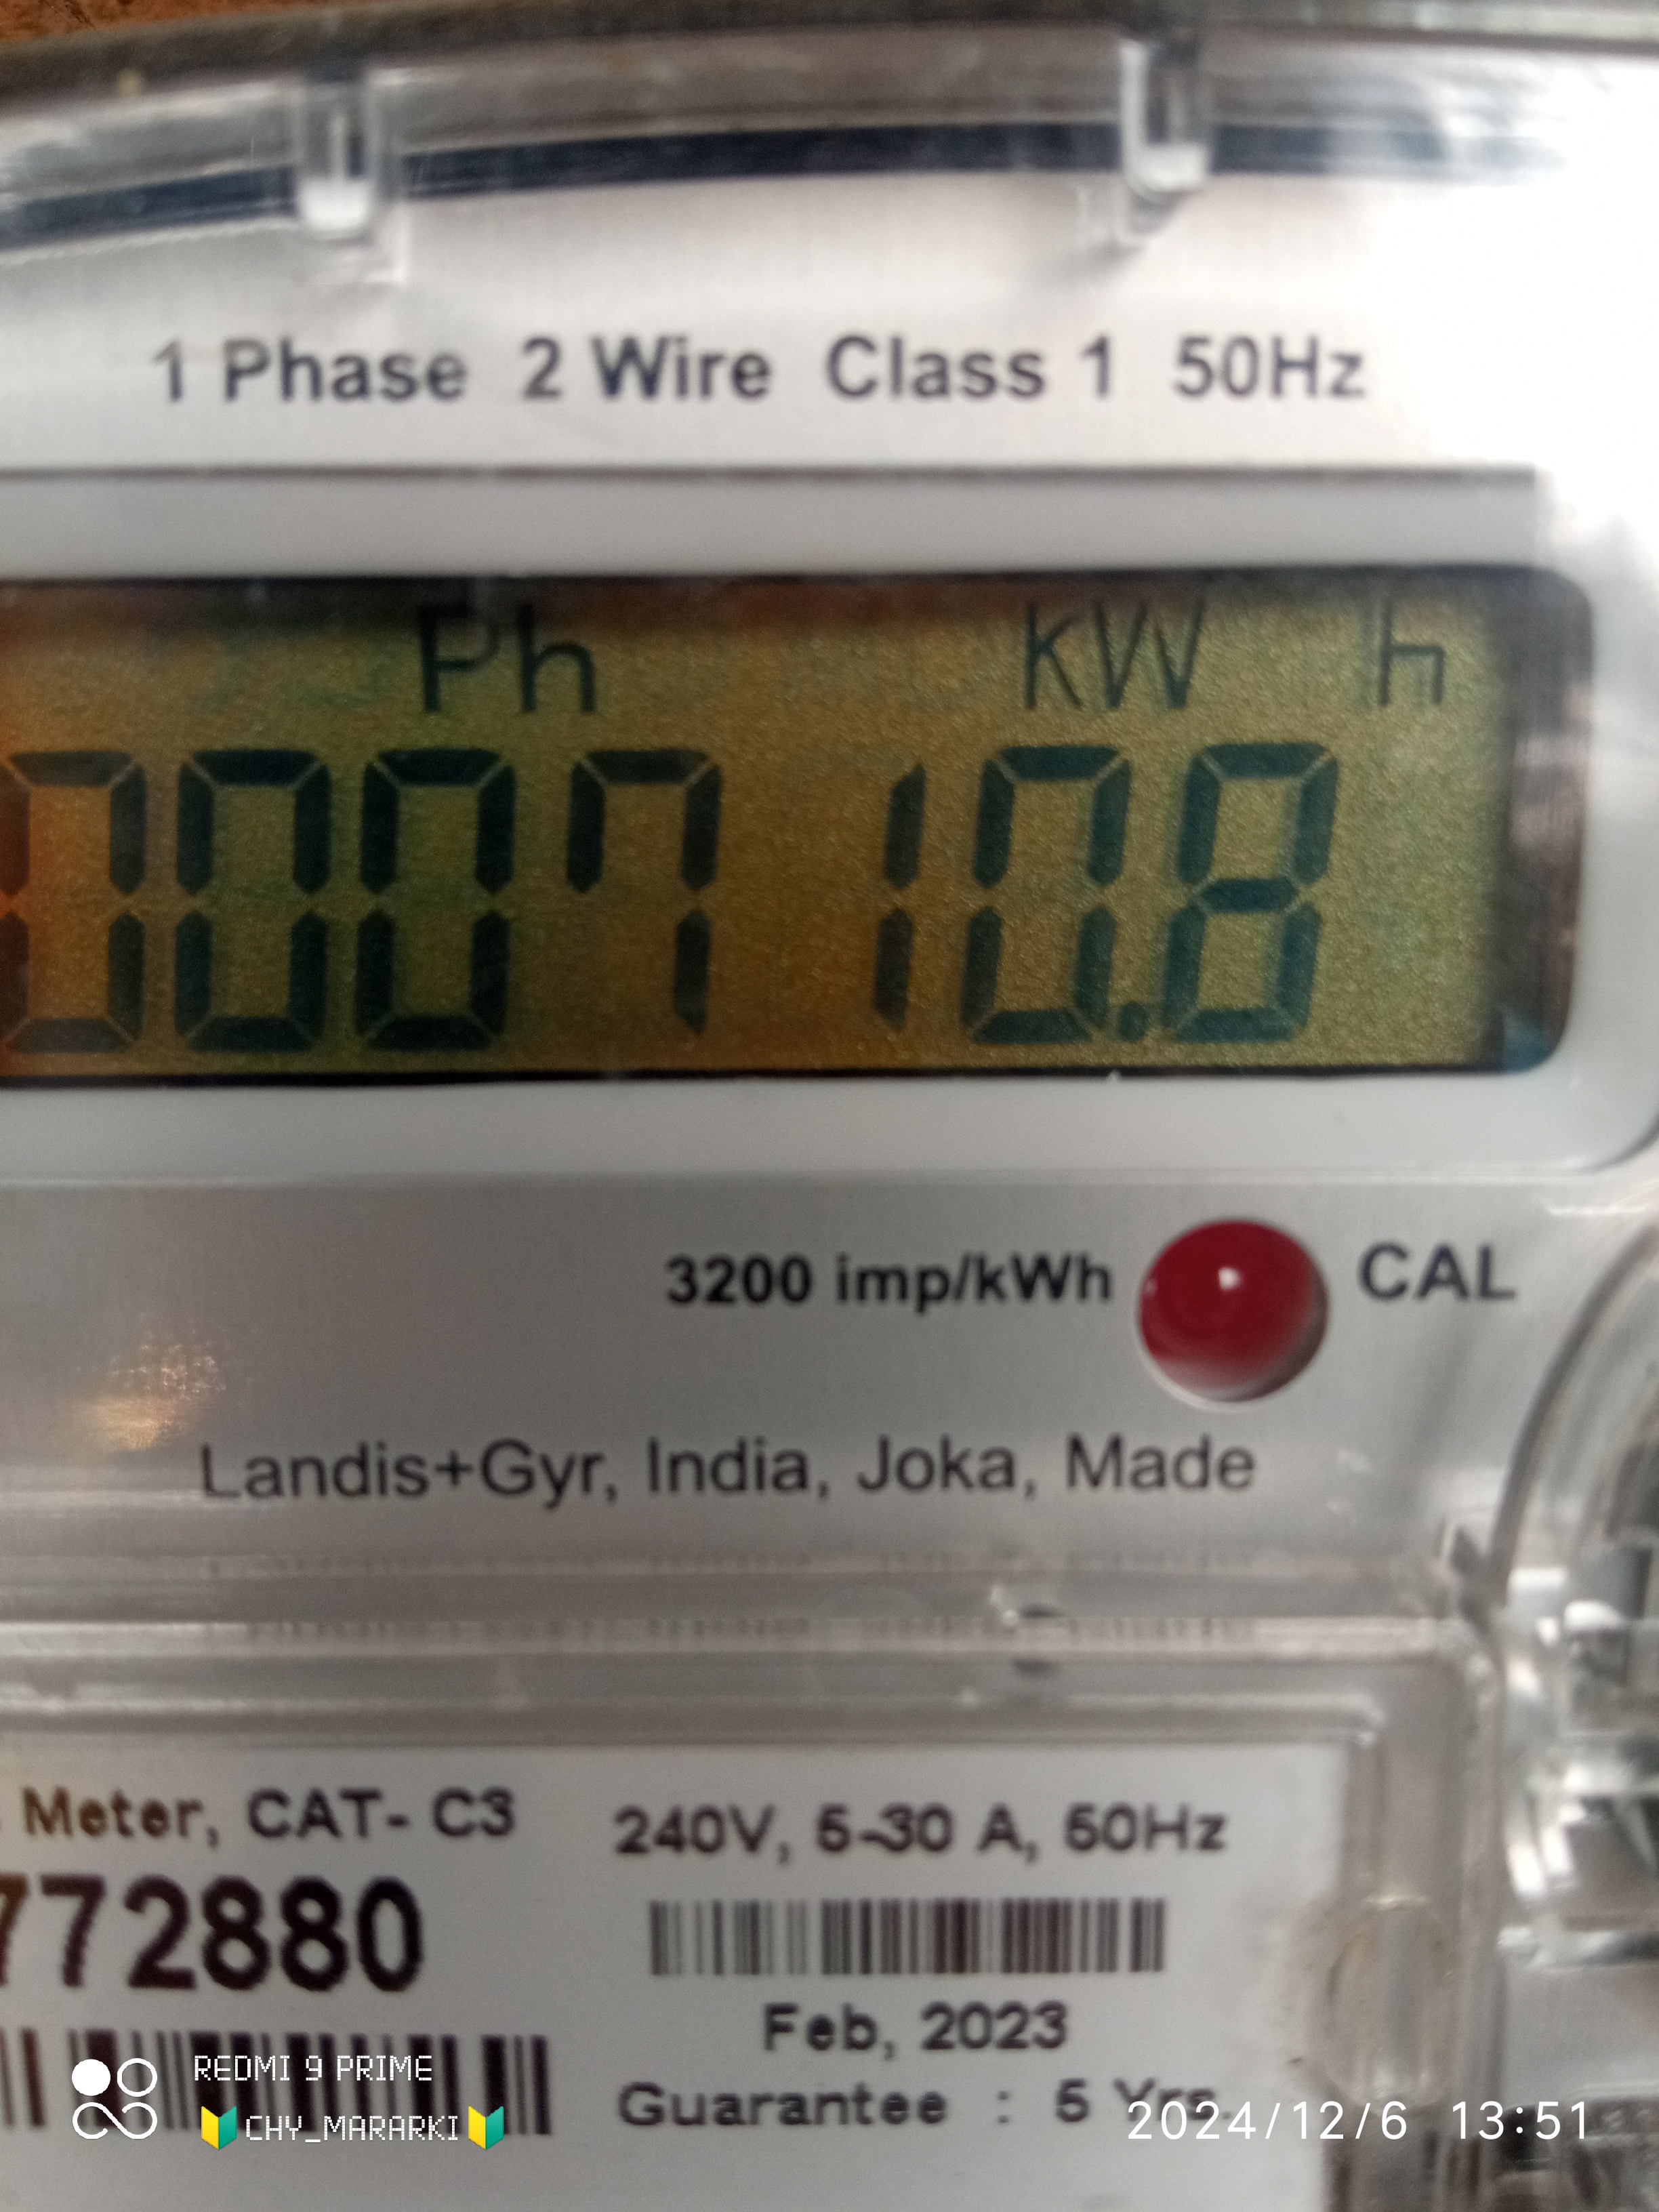 1 Phase 2 Wire Class 1 50Hz
Ph kW h
000710.8
3200 imp/kWh CAL
Landis+Gyr, India, Joka, Made
Meter, CAT- C3
772880
240V, 5-30 A, 50Hz
Feb, 2023
Guarantee : 5 Yrs.
REDMI 9 PRIME
🔰CHY_MARARKI🔰
2024/12/6 13:51